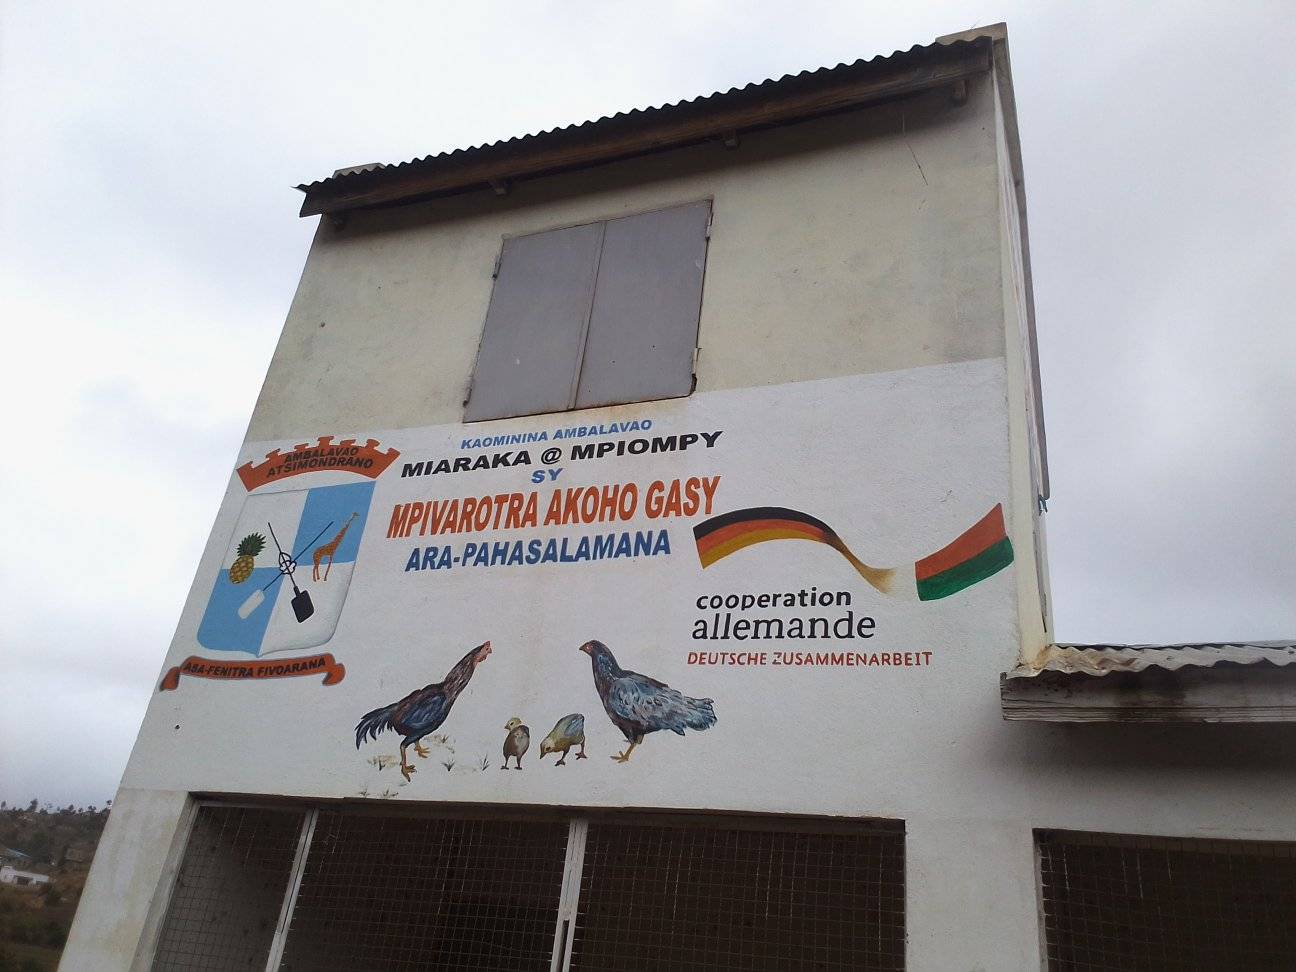 AMBALAVAO
ATSIMONDRANO
ASA-FENITRA FIVOARANA
KAOMININA AMBALAVAO
MIARAKA @ MPIOMPY
SY
MPIVAROTRA AKOHO GASY
ARA-PAHASALAMANA
cooperation
allemande
DEUTSCHE ZUSAMMENARBEIT